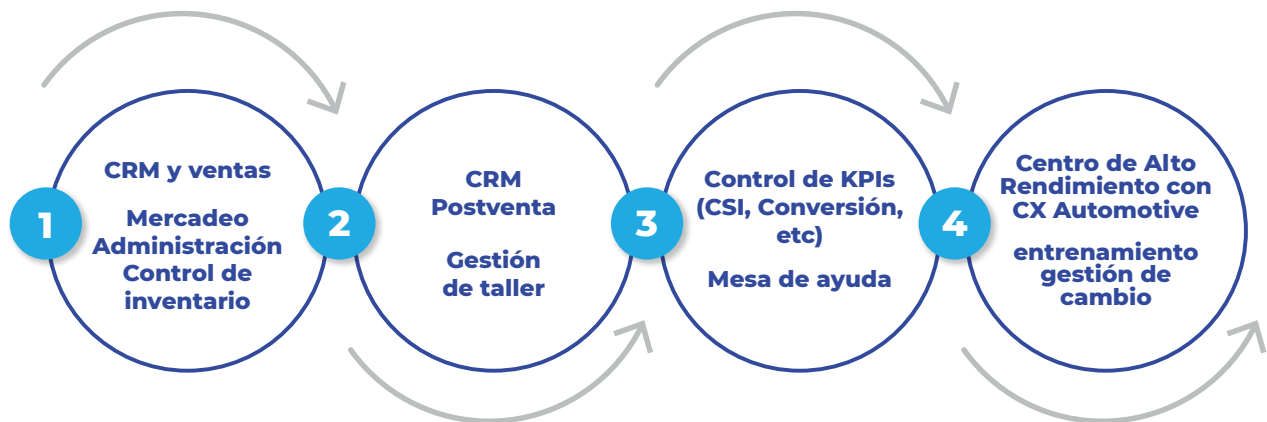 1
CRM y ventas
Mercadeo
Administración
Control de
inventario
2
CRM
Postventa
Gestión
de taller
3
Control de KPIs
(CSI, Conversión,
etc)
Mesa de ayuda
4
Centro de Alto
Rendimiento con
CX Automotive
entrenamiento
gestión de
cambio